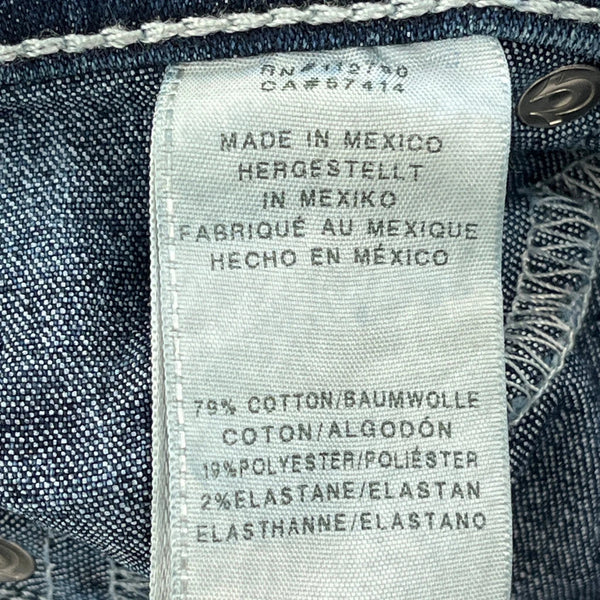 CA#57414
MADE IN MEXICO
HERGESTELLT
IN MEXIKO
FABRIQUÉ AU MEXIQUE
HECHO EN MÉXICO
79% COTTON/BAUMWOLLE
COTON/ALGODÓN
19%POLYESTER/POLIÉSTER
2%ELASTANE/ELASTAN
ELASTHANNE/ELASTANO